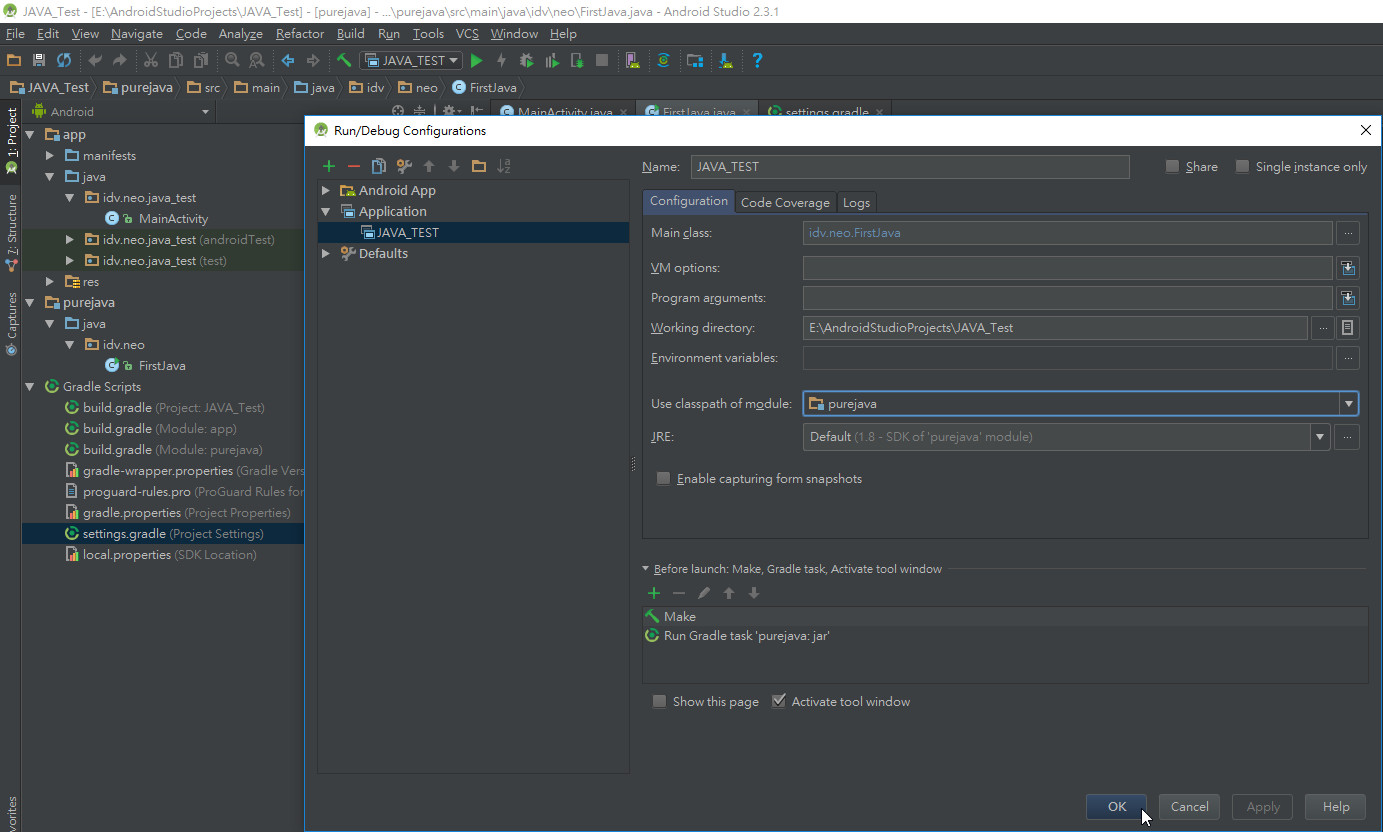 JAVA_Test - [E:\AndroidStudioProjects\JAVA_Test] - [purejava] - ...\purejava\src\main\java\idv\neo\FirstJava.java - Android Studio 2.3.1
File Edit View Navigate Code Analyze Refactor Build Run Tools VCS Window Help
JAVA_TEST
JAVA_Test purejava src main java idv neo FirstJava
Android MainActivity.java FirstJava.java settings.gradle
1: Project
7: Structure
Captures
app
manifests
java
idv.neo.java_test
MainActivity
idv.neo.java_test (androidTest)
idv.neo.java_test (test)
res
purejava
java
idv.neo
FirstJava
Gradle Scripts
build.gradle (Project: JAVA_Test)
build.gradle (Module: app)
build.gradle (Module: purejava)
gradle-wrapper.properties (Gradle Vers
proguard-rules.pro (ProGuard Rules for
gradle.properties (Project Properties)
settings.gradle (Project Settings)
local.properties (SDK Location)
vorites
Run/Debug Configurations
Android App
Application
JAVA_TEST
Defaults
Name: JAVA_TEST Share Single instance only
Configuration Code Coverage Logs
Main class: idv.neo.FirstJava ...
VM options:
Program arguments:
Working directory: E:\AndroidStudioProjects\JAVA_Test ...
Environment variables: ...
Use classpath of module: purejava
JRE: Default (1.8 - SDK of 'purejava' module) ...
Enable capturing form snapshots
Before launch: Make, Gradle task, Activate tool window
Make
Run Gradle task 'purejava: jar'
Show this page Activate tool window
OK Cancel Apply Help